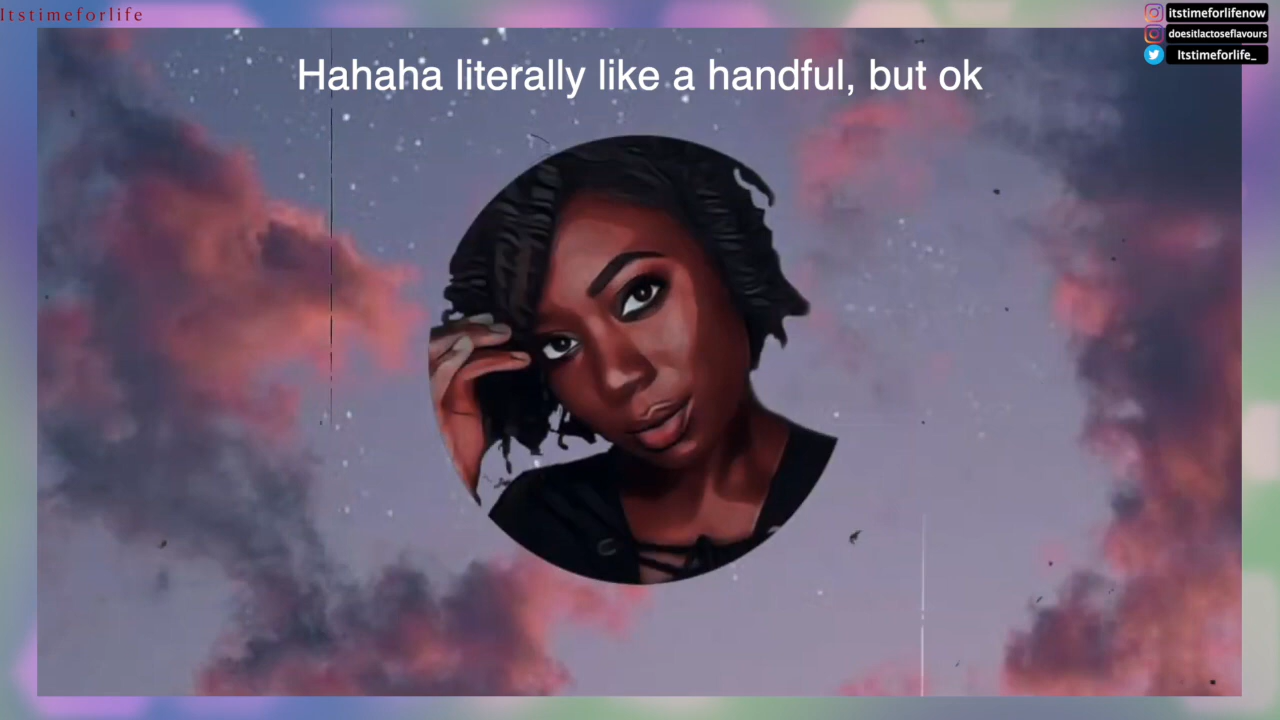 Itstimeforlife
itstimeforlifenow
doesitlactoseflavours
Itstimeforlife_
Hahaha literally like a handful, but ok